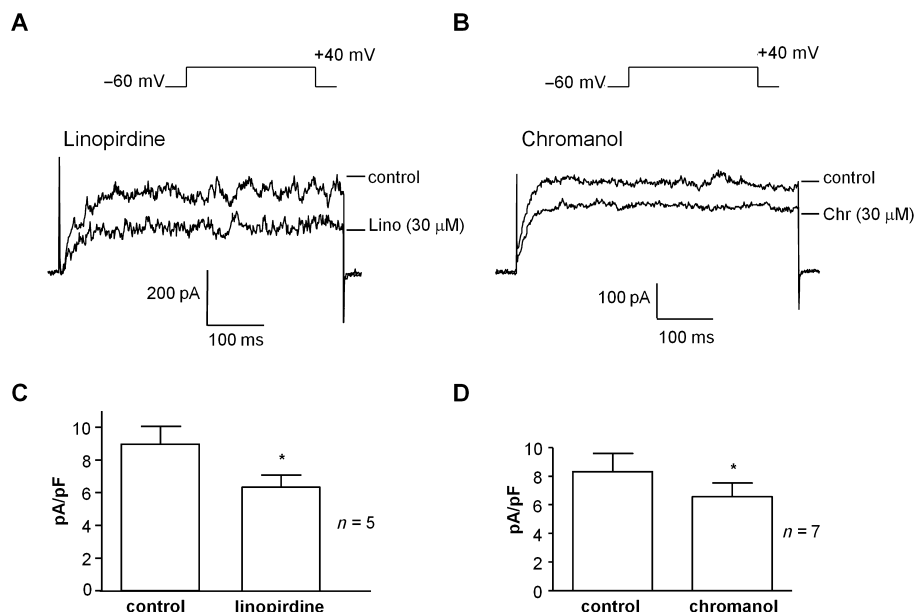 A
+40 mV
–60 mV
Linopirdine
control
Lino (30 μM)
200 pA
100 ms
B
+40 mV
–60 mV
Chromanol
control
Chr (30 μM)
100 pA
100 ms
C
pA/pF
10
8
6
4
2
0
*
n = 5
control linopirdine
D
pA/pF
10
8
6
4
2
0
*
n = 7
control chromanol